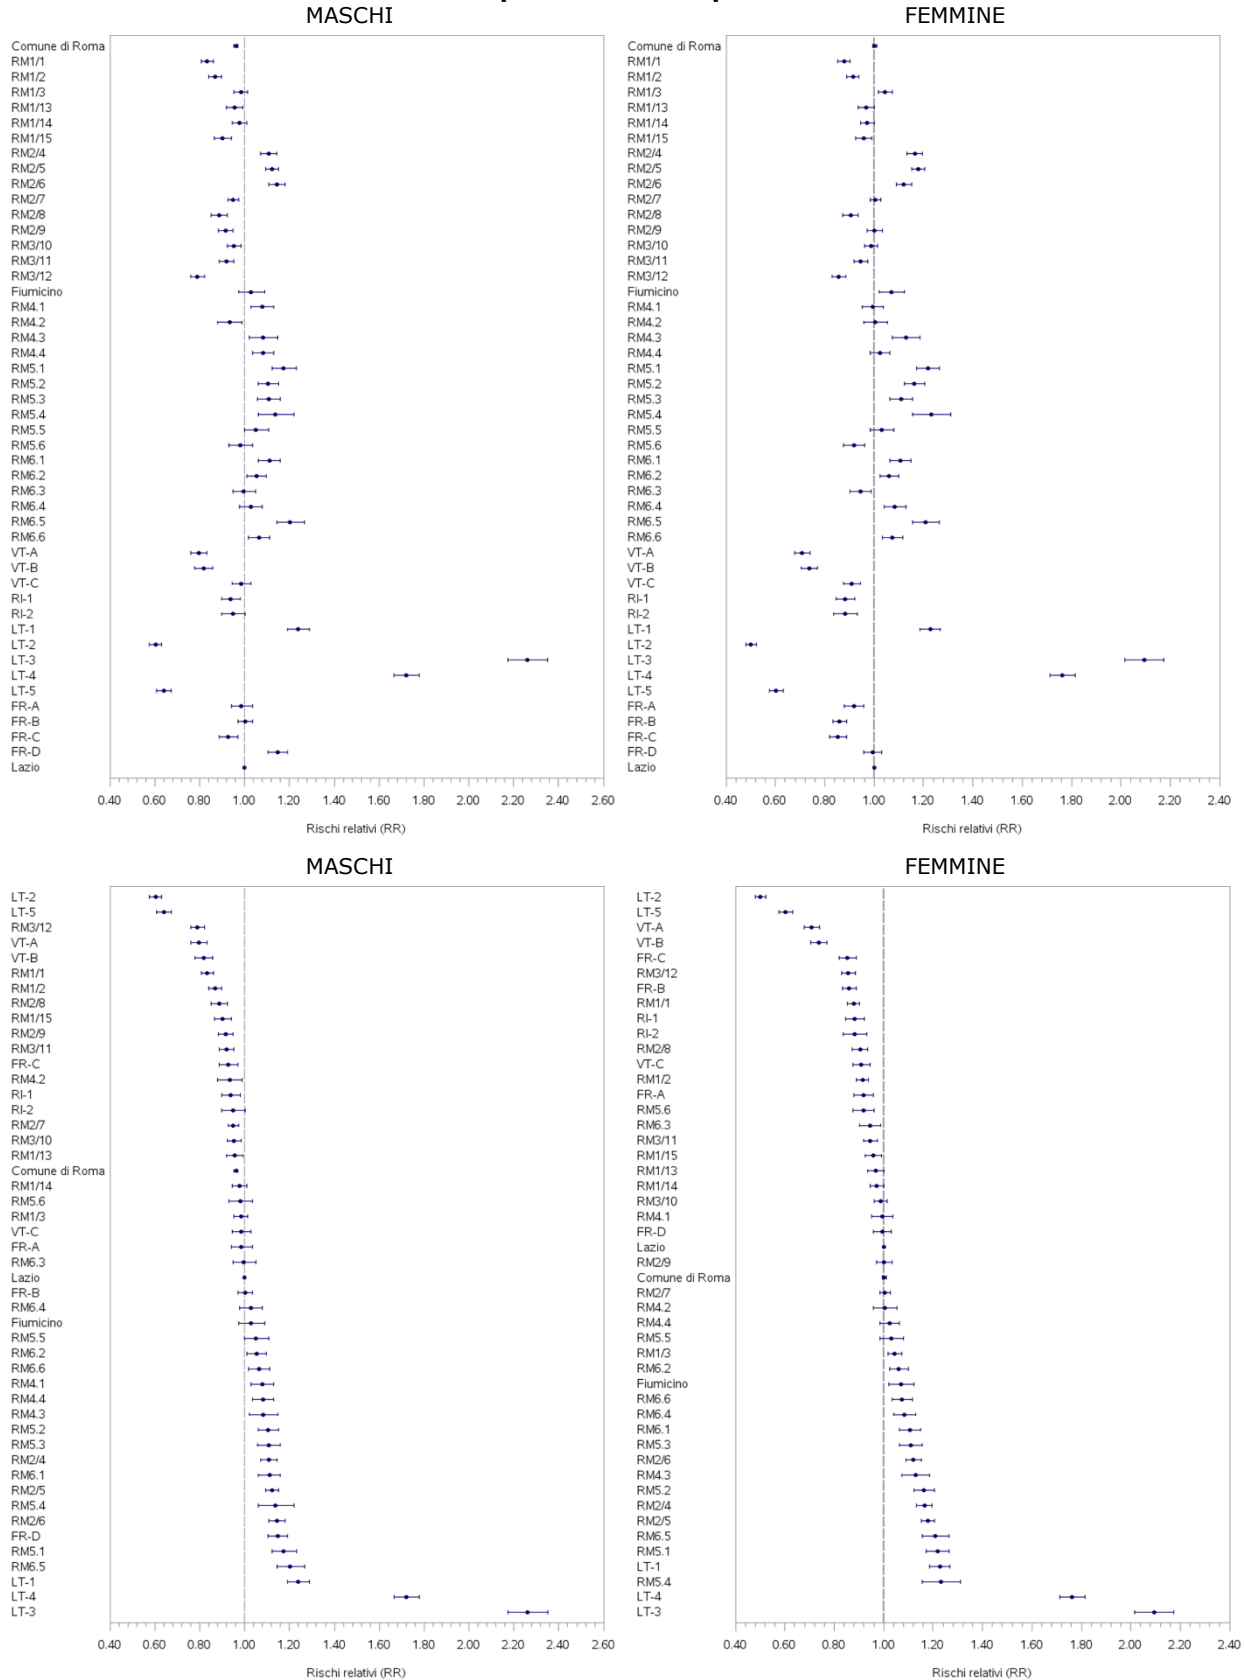 MASCHI
Comune di Roma
RM1/1
RM1/2
RM1/3
RM1/13
RM1/14
RM1/15
RM2/4
RM2/5
RM2/6
RM2/7
RM2/8
RM2/9
RM3/10
RM3/11
RM3/12
Fiumicino
RM4.1
RM4.2
RM4.3
RM4.4
RM5.1
RM5.2
RM5.3
RM5.4
RM5.5
RM5.6
RM6.1
RM6.2
RM6.3
RM6.4
RM6.5
RM6.6
VT-A
VT-B
VT-C
RI-1
RI-2
LT-1
LT-2
LT-3
LT-4
LT-5
FR-A
FR-B
FR-C
FR-D
Lazio
0.40 0.60 0.80 1.00 1.20 1.40 1.60 1.80 2.00 2.20 2.40 2.60
Rischi relativi (RR)
FEMMINE
Comune di Roma
RM1/1
RM1/2
RM1/3
RM1/13
RM1/14
RM1/15
RM2/4
RM2/5
RM2/6
RM2/7
RM2/8
RM2/9
RM3/10
RM3/11
RM3/12
Fiumicino
RM4.1
RM4.2
RM4.3
RM4.4
RM5.1
RM5.2
RM5.3
RM5.4
RM5.5
RM5.6
RM6.1
RM6.2
RM6.3
RM6.4
RM6.5
RM6.6
VT-A
VT-B
VT-C
RI-1
RI-2
LT-1
LT-2
LT-3
LT-4
LT-5
FR-A
FR-B
FR-C
FR-D
Lazio
0.40 0.60 0.80 1.00 1.20 1.40 1.60 1.80 2.00 2.20 2.40
Rischi relativi (RR)
MASCHI
LT-2
LT-5
RM3/12
VT-A
VT-B
RM1/1
RM1/2
RM2/8
RM1/15
RM2/9
RM3/11
FR-C
RM4.2
RI-1
RI-2
RM2/7
RM3/10
RM1/13
Comune di Roma
RM1/14
RM5.6
RM1/3
VT-C
FR-A
RM6.3
Lazio
FR-B
RM6.4
Fiumicino
RM5.5
RM6.2
RM6.6
RM4.1
RM4.4
RM4.3
RM5.2
RM5.3
RM2/4
RM6.1
RM2/5
RM5.4
RM2/6
FR-D
RM5.1
RM6.5
LT-1
LT-4
LT-3
0.40 0.60 0.80 1.00 1.20 1.40 1.60 1.80 2.00 2.20 2.40 2.60
Rischi relativi (RR)
FEMMINE
LT-2
LT-5
VT-A
VT-B
FR-C
RM3/12
FR-B
RM1/1
RI-1
RI-2
RM2/8
VT-C
RM1/2
FR-A
RM5.6
RM6.3
RM3/11
RM1/15
RM1/13
RM1/14
RM3/10
RM4.1
FR-D
Lazio
RM2/9
Comune di Roma
RM2/7
RM4.2
RM4.4
RM5.5
RM1/3
RM6.2
Fiumicino
RM6.6
RM6.4
RM6.1
RM5.3
RM2/6
RM4.3
RM5.2
RM2/4
RM2/5
RM6.5
RM5.1
LT-1
RM5.4
LT-4
LT-3
0.40 0.60 0.80 1.00 1.20 1.40 1.60 1.80 2.00 2.20 2.40
Rischi relativi (RR)